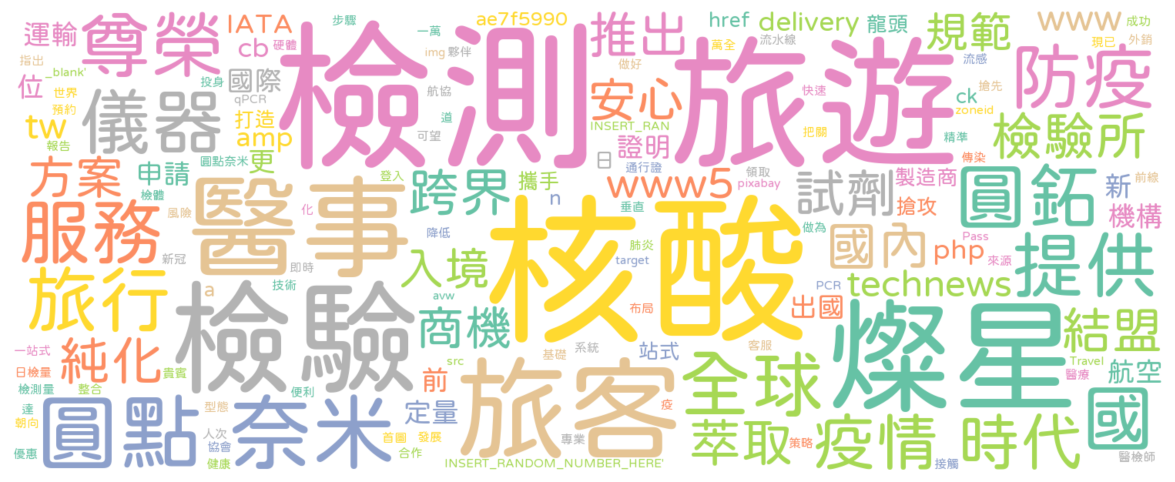 運輸
尊榮
IATA
步驟
一萬
ae7f5990
推出
href
delivery
龍頭
www
成功
指出
cb
硬體
img
夥伴
做好
萬全
流水線
規範
現已
外銷
_blank'
位
投身
國際
檢測
旅遊
流感
搶先
防疫
世界
儀器
qPCR
航協
安心
快速
ck
zoneid
預約
tw
打造
道
INSERT_RAN
把關
檢驗所
報告
amp
可望
證明
精準
圓點奈米
更
日
通行證
傳染
方案
申請
登入
跨界
攜手
www5
領取
pixabay
試劑
製造商
前線
檢體
醫事
n
垂直
搶攻
圓鉑
新
機構
服務
風險
化
降低
核酸
做為
國內
Pass
新冠
即時
入境
肺炎
target
php
來源
提供
旅行
a
技術
avw
布局
PCR
technews
檢驗
商機
出國
燦星
結盟
一站式
純化
基礎
系統
站式
客服
Travel
日檢量
貴賓
src
前
旅客
全球
醫療
航空
檢測量
整合
便利
達
圓點
奈米
型態
定量
疫
國
朝向
人次
首圖
發展
專業
萃取
策略
疫情
時代
優惠
協會
健康
合作
INSERT_RANDOM_NUMBER_HERE'
接觸
醫檢師